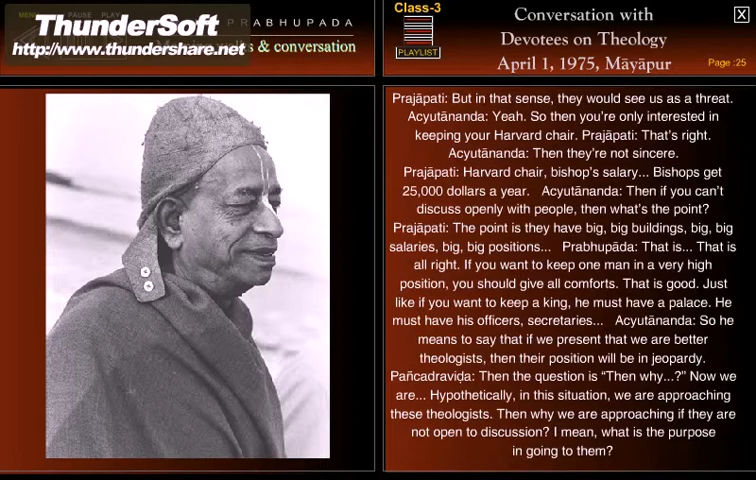 MENU PAUSE PLAY
ThunderSoft
http://www.thundershare.net
PRABHUPADA
& conversation
Class-3
PLAYLIST
Conversation with
Devotees on Theology
April 1, 1975, Māyāpur
X
Page :25
Prajāpati: But in that sense, they would see us as a threat.
Acyutānanda: Yeah. So then you're only interested in
keeping your Harvard chair. Prajāpati: That's right.
Acyutānanda: Then they're not sincere.
Prajāpati: Harvard chair, bishop's salary... Bishops get
25,000 dollars a year. Acyutānanda: Then if you can't
discuss openly with people, then what's the point?
Prajāpati: The point is they have big, big buildings, big, big
salaries, big, big positions... Prabhupāda: That is... That is
all right. If you want to keep one man in a very high
position, you should give all comforts. That is good. Just
like if you want to keep a king, he must have a palace. He
must have his officers, secretaries... Acyutānanda: So he
means to say that if we present that we are better
theologists, then their position will be in jeopardy.
Pañcadraviḍa: Then the question is “Then why...?” Now we
are... Hypothetically, in this situation, we are approaching
these theologists. Then why we are approaching if they are
not open to discussion? I mean, what is the purpose
in going to them?